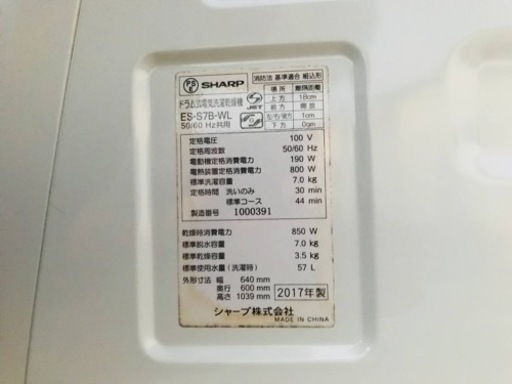 PS E
SHARP
消防法 基準適合 組込形
ドラム式電気洗濯乾燥機
ES-S7B-WL
50/60 Hz共用
JET
場所 離隔距離
上方 18cm
前方 開放
左/右/後方 1cm
下方 0cm
定格電圧 100 V
定格周波数 50/60 Hz
電動機定格消費電力 190 W
電熱装置定格消費電力 800 W
標準洗濯容量 7.0 kg
定格時間 洗いのみ 30 min
標準コース 44 min
製造番号 1000391
乾燥時消費電力 850 W
標準脱水容量 7.0 kg
標準乾燥容量 3.5 kg
標準使用水量(洗濯時) 57 L
外形寸法 幅 640 mm
奥行 600 mm
高さ 1039 mm
2017年製
シャープ株式会社
MADE IN CHINA